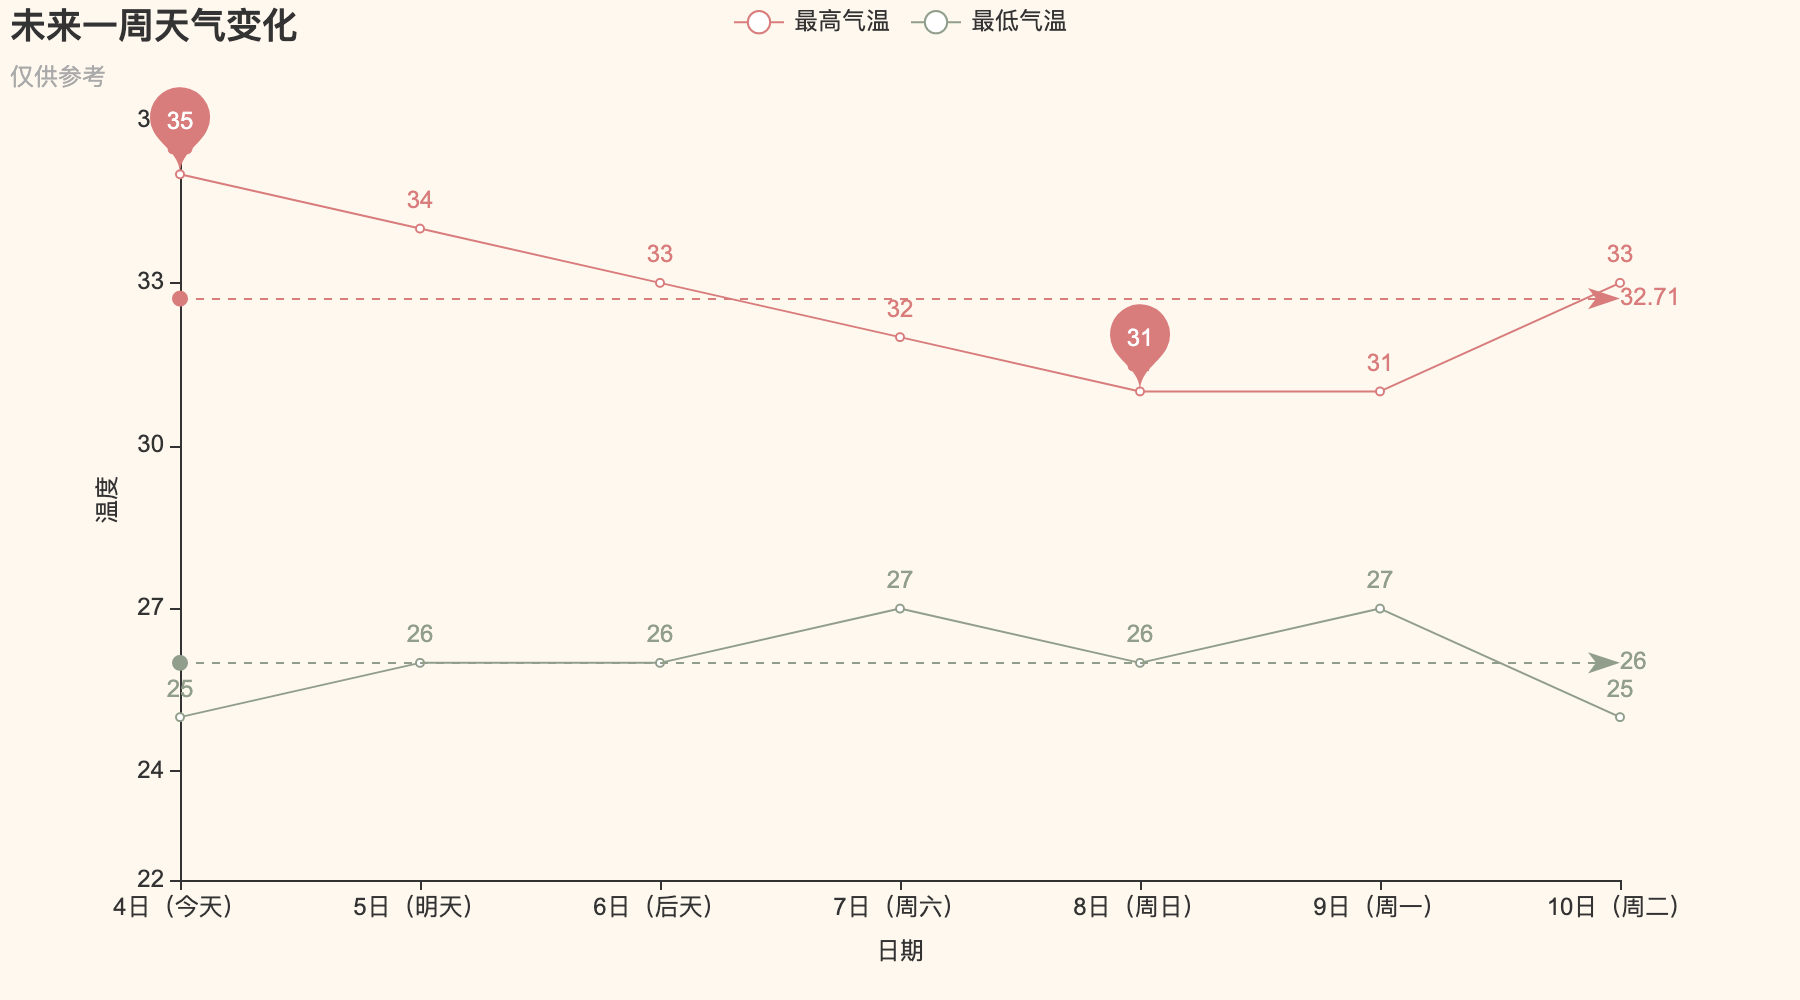 未来一周天气变化
仅供参考
最高气温
最低气温
35
34
33
32
31
31
33
32.71
33
30
27
24
22
温度
25
26
26
27
26
27
26
25
4日（今天）
5日（明天）
6日（后天）
7日（周六）
8日（周日）
9日（周一）
10日（周二）
日期